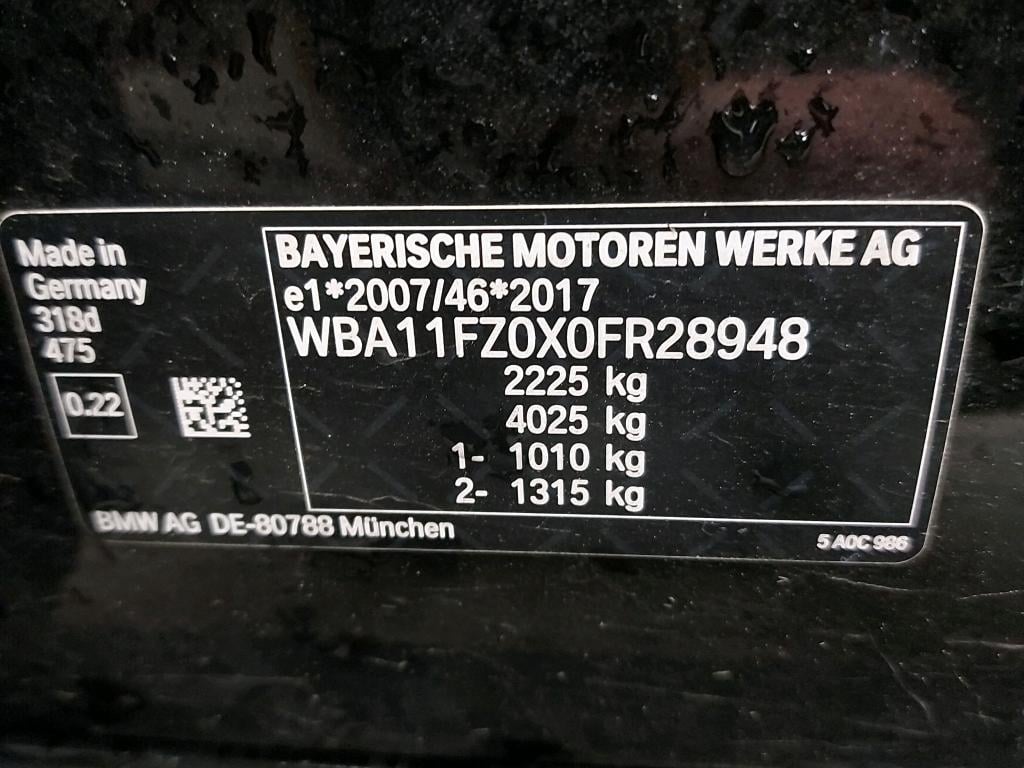 Made in
Germany
318d
475
0.22
BAYERISCHE MOTOREN WERKE AG
e1*2007/46*2017
WBA11FZ0X0FR28948
2225 kg
4025 kg
1- 1010 kg
2- 1315 kg
BMW AG DE-80788 München
5 A0C 986